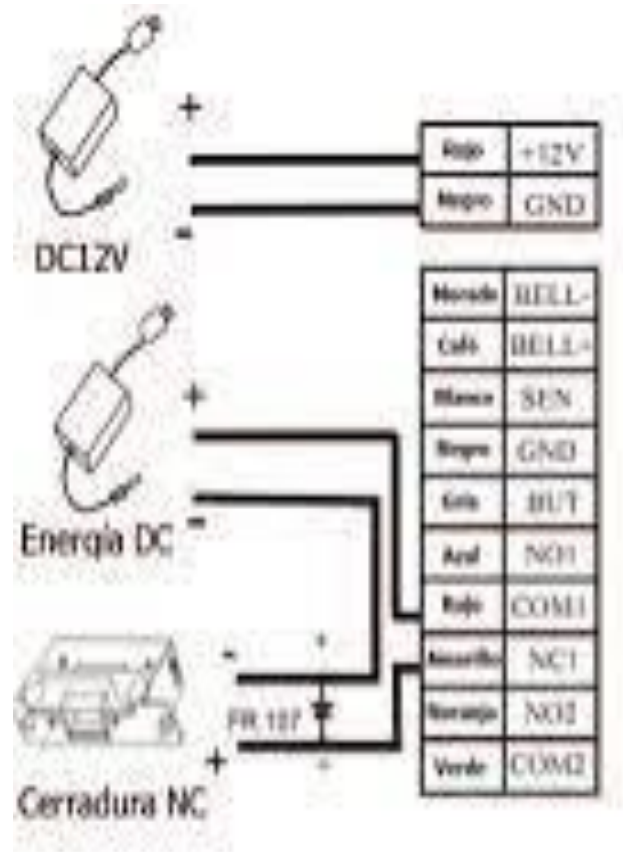 +
Rojo +12V
Negro GND
-
DC12V
Morado BELL-
Café BELL+
Blanco SEN
+
Negro GND
Gris BUT
-
Energía DC
Azul NO1
Rojo COM1
Amarillo NC1
-
+
Naranja NO2
FR 107
+
-
Verde COM2
Cerradura NC